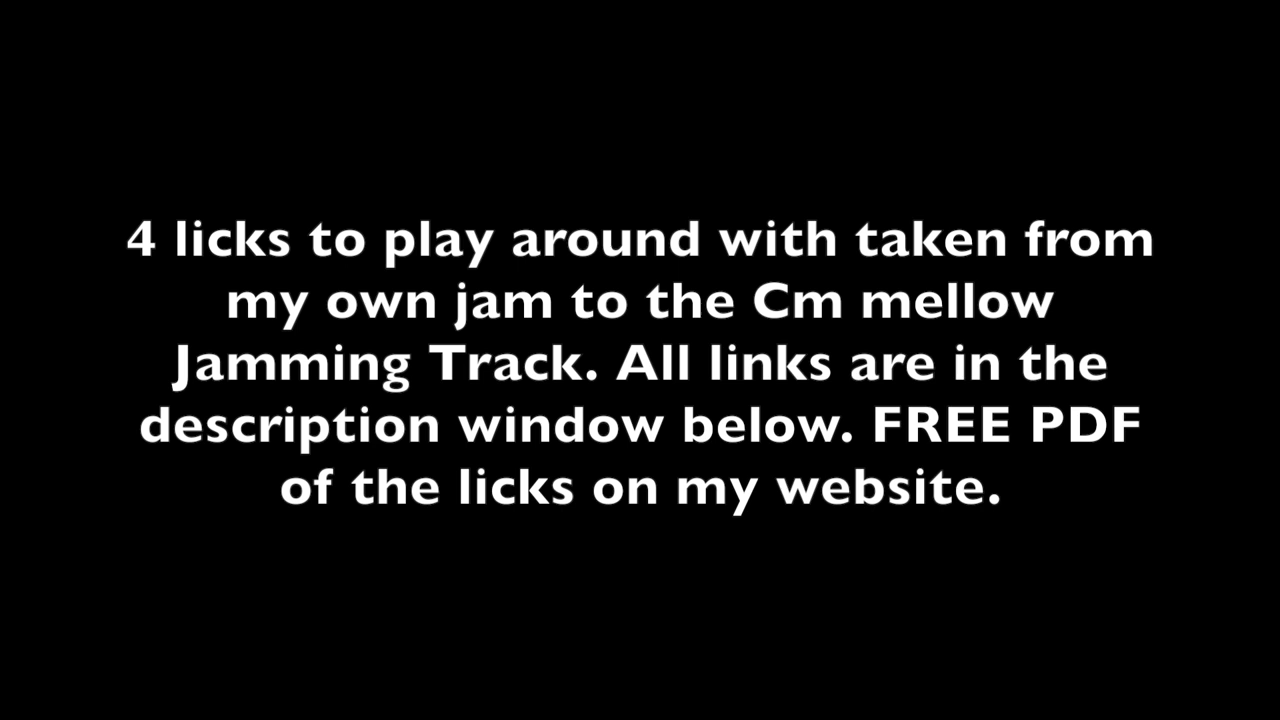 4 licks to play around with taken from
my own jam to the Cm mellow
Jamming Track. All links are in the
description window below. FREE PDF
of the licks on my website.